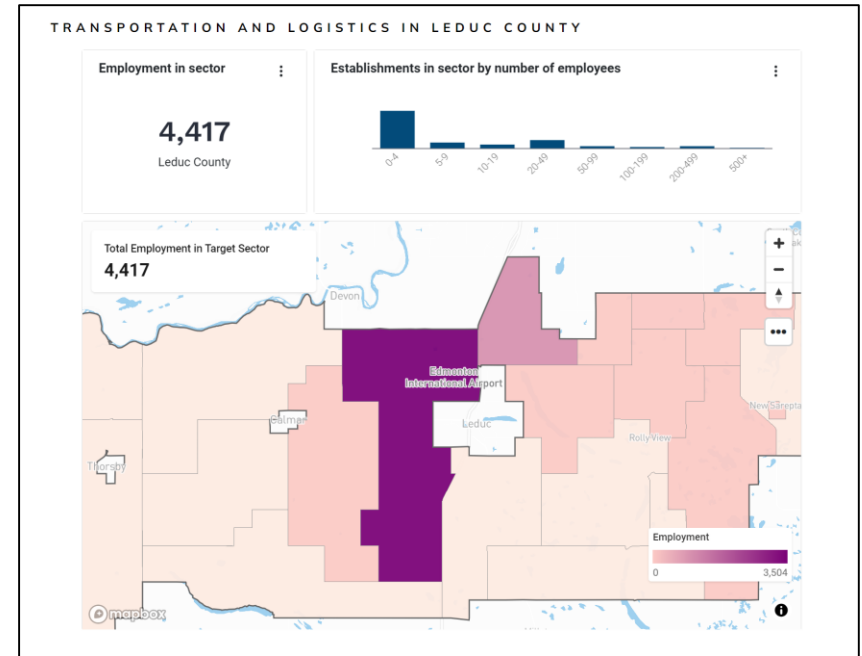 TRANSPORTATION AND LOGISTICS IN LEDUC COUNTY
Employment in sector
4,417
Leduc County
Establishments in sector by number of employees
0-4
5-9
10-19
20-49
50-99
100-199
200-499
500+
Total Employment in Target Sector
4,417
Devon
Edmonton
International Airport
Calmar
Leduc
New Sarepta
Rolly View
Thorsby
Employment
0
3,504
mapbox